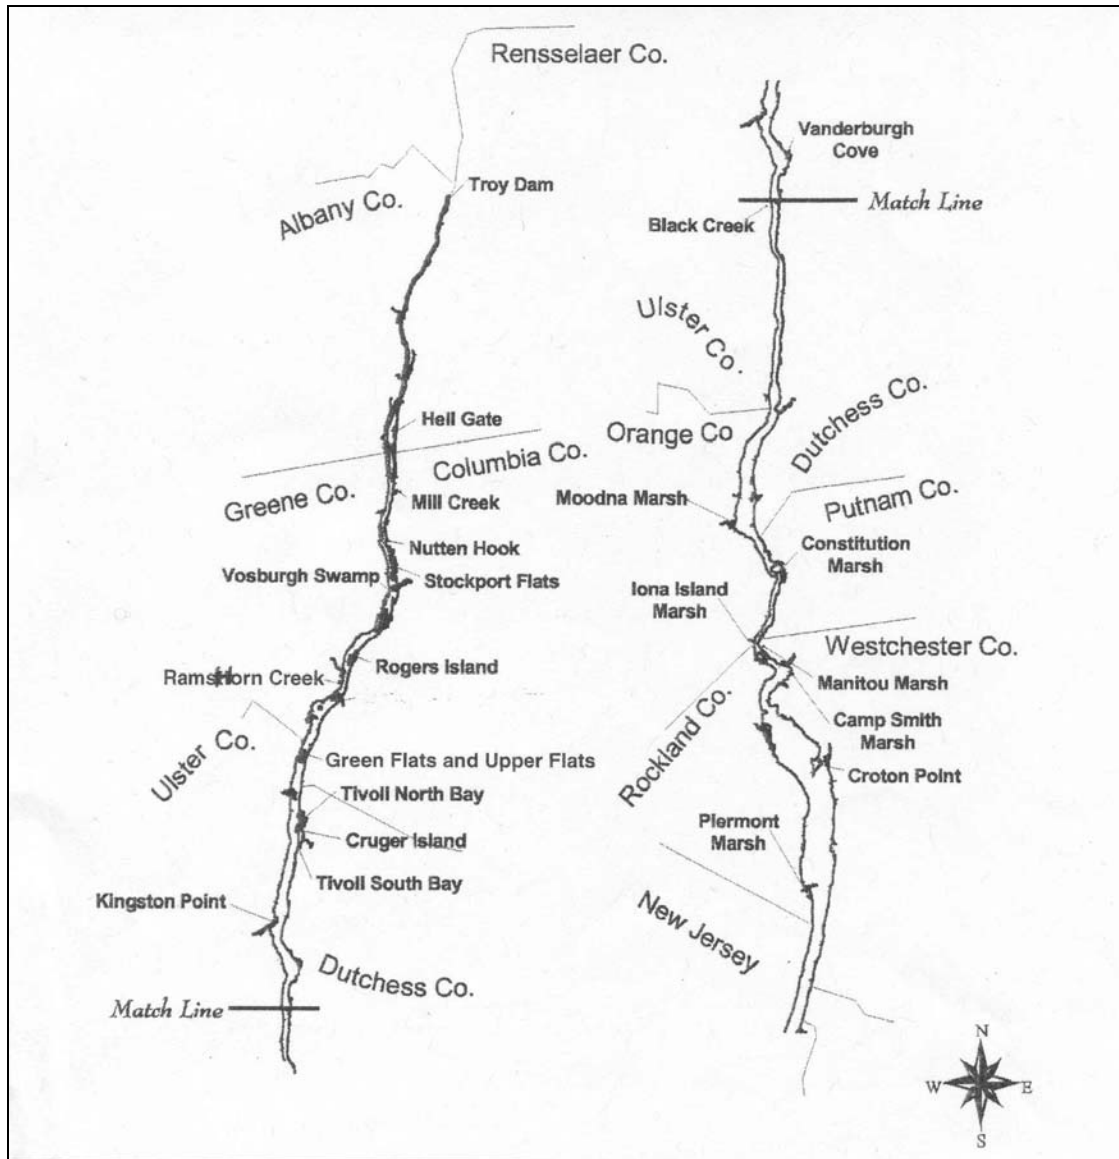 Rensselaer Co.
Troy Dam
Albany Co.
Hell Gate
Columbia Co.
Greene Co.
Mill Creek
Nutten Hook
Vosburgh Swamp
Stockport Flats
Rogers Island
RamsHorn Creek
Ulster Co.
Green Flats and Upper Flats
Tivoli North Bay
Cruger Island
Tivoli South Bay
Kingston Point
Dutchess Co.
Match Line
Vanderburgh
Cove
Match Line
Black Creek
Ulster Co.
Dutchess Co.
Orange Co
Putnam Co.
Moodna Marsh
Constitution
Marsh
Iona Island
Marsh
Westchester Co.
Manitou Marsh
Rockland Co.
Camp Smith
Marsh
Croton Point
Piermont
Marsh
New Jersey
N
W E
S